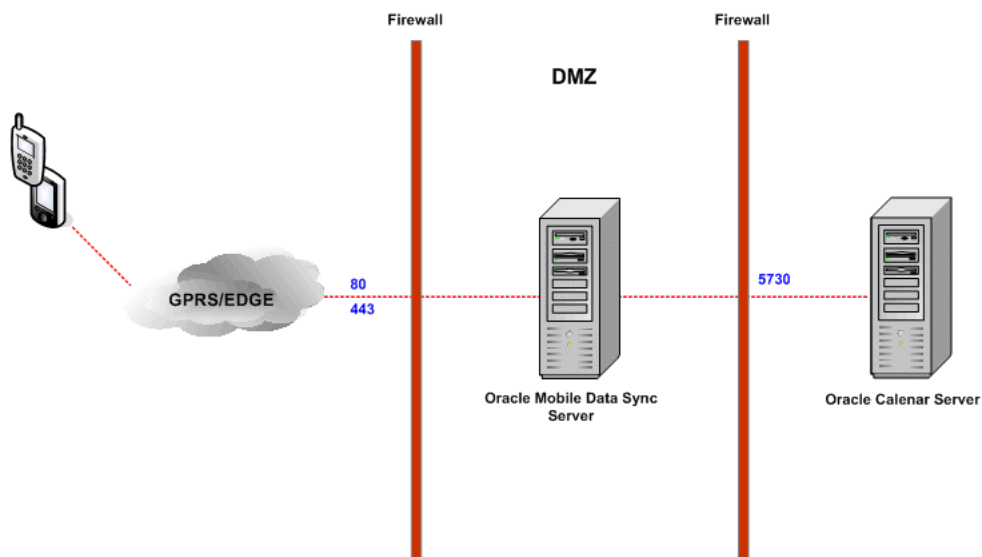 Firewall
Firewall
DMZ
GPRS/EDGE
80
443
5730
Oracle Mobile Data Sync
Server
Oracle Calenar Server